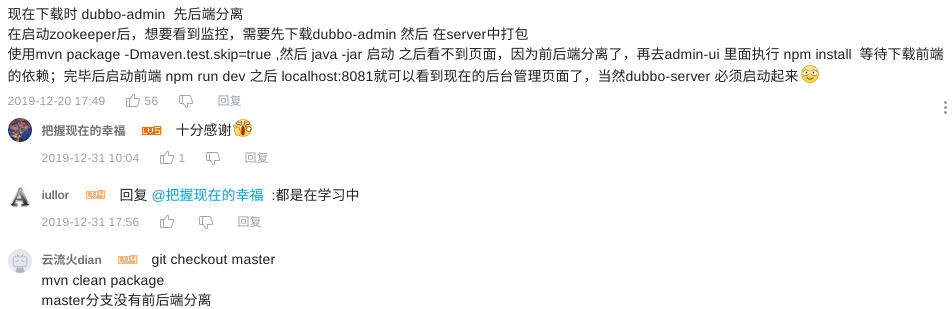 现在下载时 dubbo-admin  先后端分离
在启动zookeeper后，想要看到监控，需要先下载dubbo-admin 然后 在server中打包
使用mvn package -Dmaven.test.skip=true ,然后 java -jar 启动 之后看不到页面，因为前后端分离了，再去admin-ui 里面执行 npm install  等待下载前端
的依赖；完毕后启动前端 npm run dev 之后 localhost:8081就可以看到现在的后台管理页面了，当然dubbo-server 必须启动起来
2019-12-20 17:49 56 回复
把握现在的幸福 LV5 十分感谢
2019-12-31 10:04 1 回复
iullor LV4 回复 @把握现在的幸福 :都是在学习中
2019-12-31 17:56 回复
云流火dian LV4 git checkout master
mvn clean package
master分支没有前后端分离